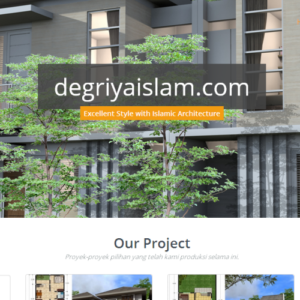 degriyaislam.com
Excellent Style with Islamic Architecture
Our Project
Proyek-proyek pilihan yang telah kami produksi selama ini.